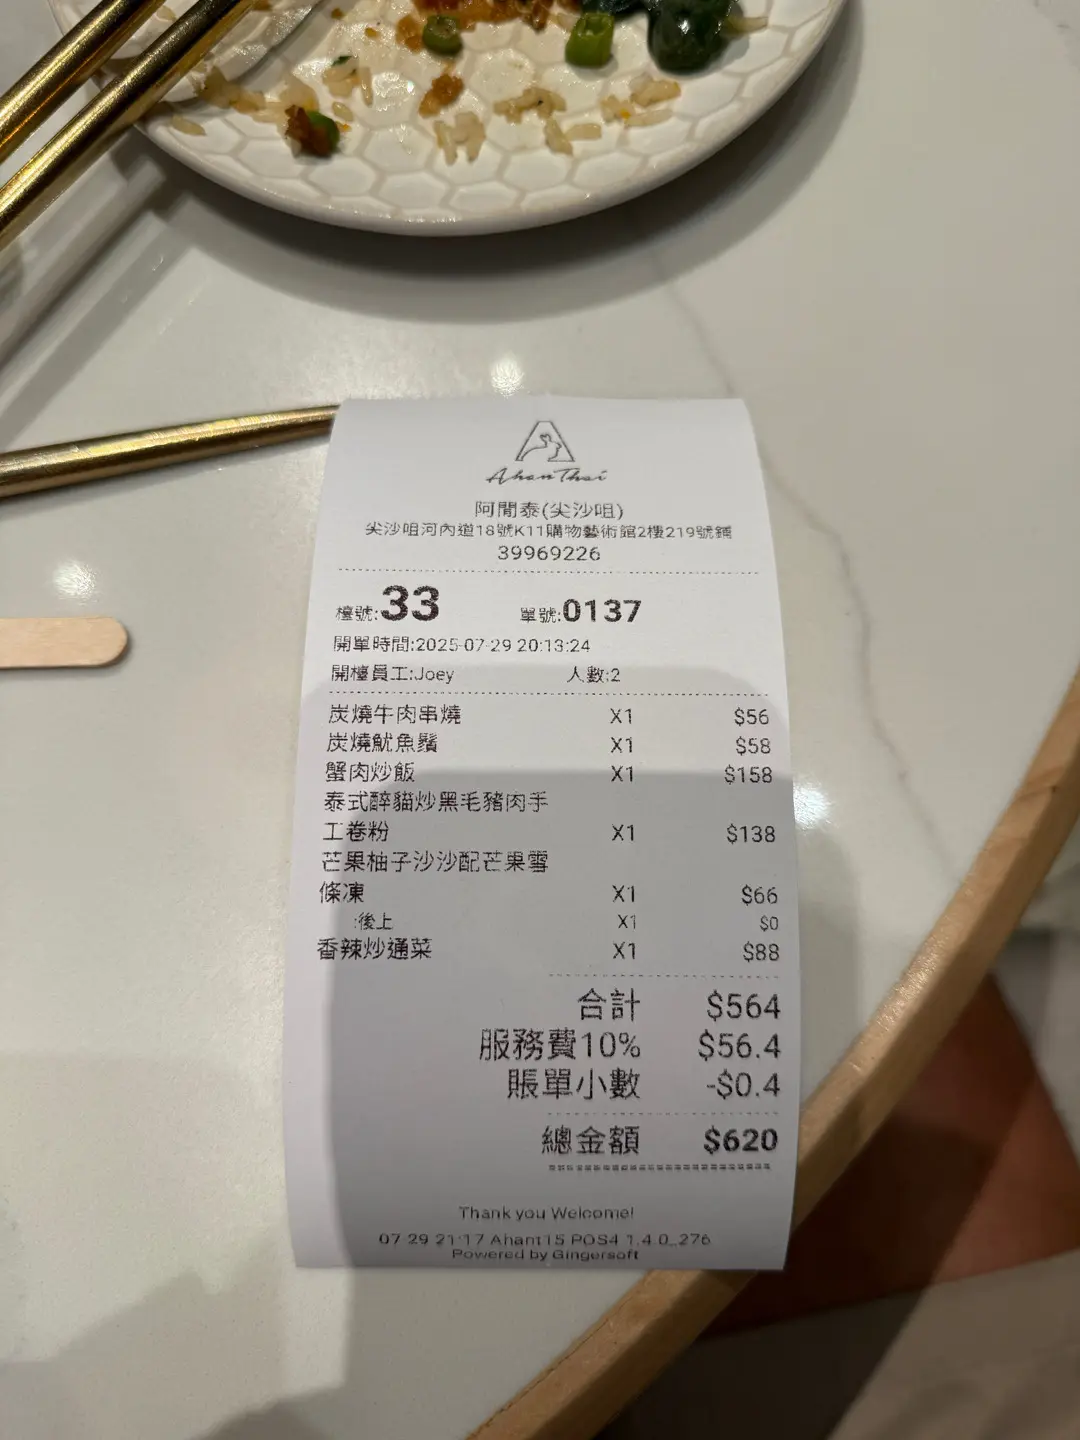 Ahan Thai
阿閒泰(尖沙咀)
尖沙咀河內道18號K11購物藝術館2樓219號舖
39969226
檯號:33 單號:0137
開單時間:2025-07-29 20:13:24
開檯員工:Joey 人數:2
炭燒牛肉串燒 X1 $56
炭燒魷魚鬚 X1 $58
蟹肉炒飯 X1 $158
泰式醉貓炒黑毛豬肉手
工卷粉 X1 $138
芒果柚子沙沙配芒果雪
條凍 X1 $66
:後上 X1 $0
香辣炒通菜 X1 $88
合計 $564
服務費10% $56.4
賬單小數 -$0.4
總金額 $620
Thank you Welcome!
07-29 21:17 Ahant15 POS4 1.4.0_276
Powered by Gingersoft